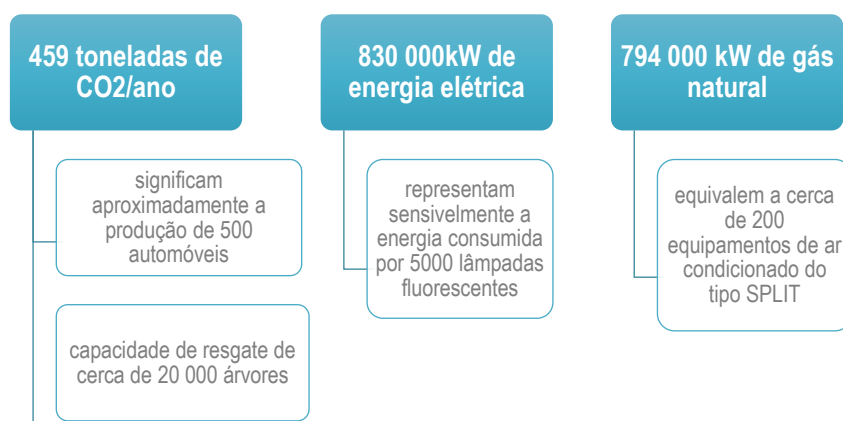 459 toneladas de
CO2/ano
significam
aproximadamente a
produção de 500
automóveis
capacidade de resgate de
cerca de 20 000 árvores
830 000kW de
energia elétrica
representam
sensivelmente a
energia consumida
por 5000 lâmpadas
fluorescentes
794 000 kW de gás
natural
equivalem a cerca
de 200
equipamentos de ar
condicionado do
tipo SPLIT